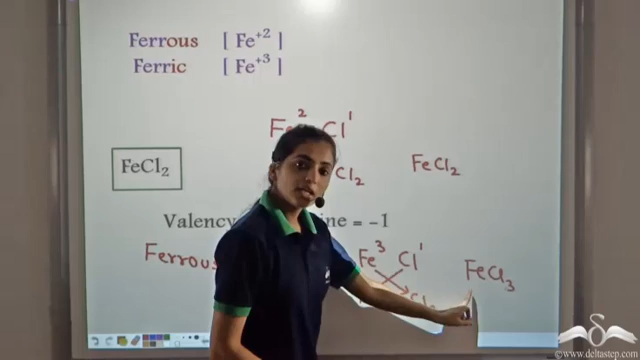 Ferrous [ Fe+2 ]
Ferric [ Fe+3 ]
Fe2 Cl1
FeCl2
Cl2
FeCl2
Valency = -1
Ferrous
Fe3 Cl1
FeCl3
www.deltastep.com